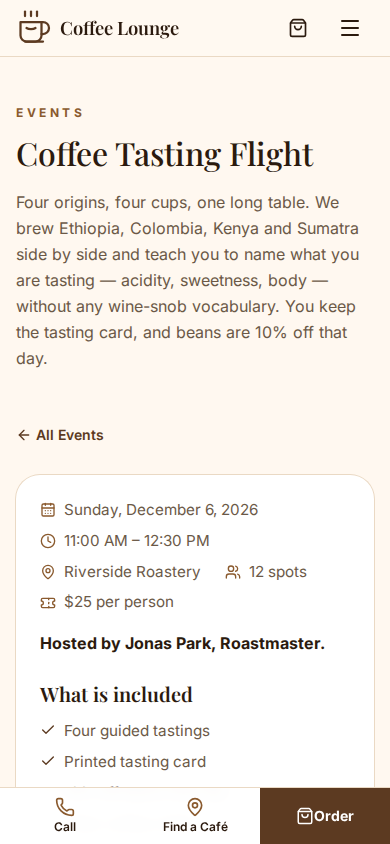 Coffee Lounge
EVENTS
Coffee Tasting Flight
Four origins, four cups, one long table. We
brew Ethiopia, Colombia, Kenya and Sumatra
side by side and teach you to name what you
are tasting — acidity, sweetness, body —
without any wine-snob vocabulary. You keep
the tasting card, and beans are 10% off that
day.
← All Events
Sunday, December 6, 2026
11:00 AM – 12:30 PM
Riverside Roastery 12 spots
$25 per person
Hosted by Jonas Park, Roastmaster.
What is included
Four guided tastings
Printed tasting card
Call Find a Café Order